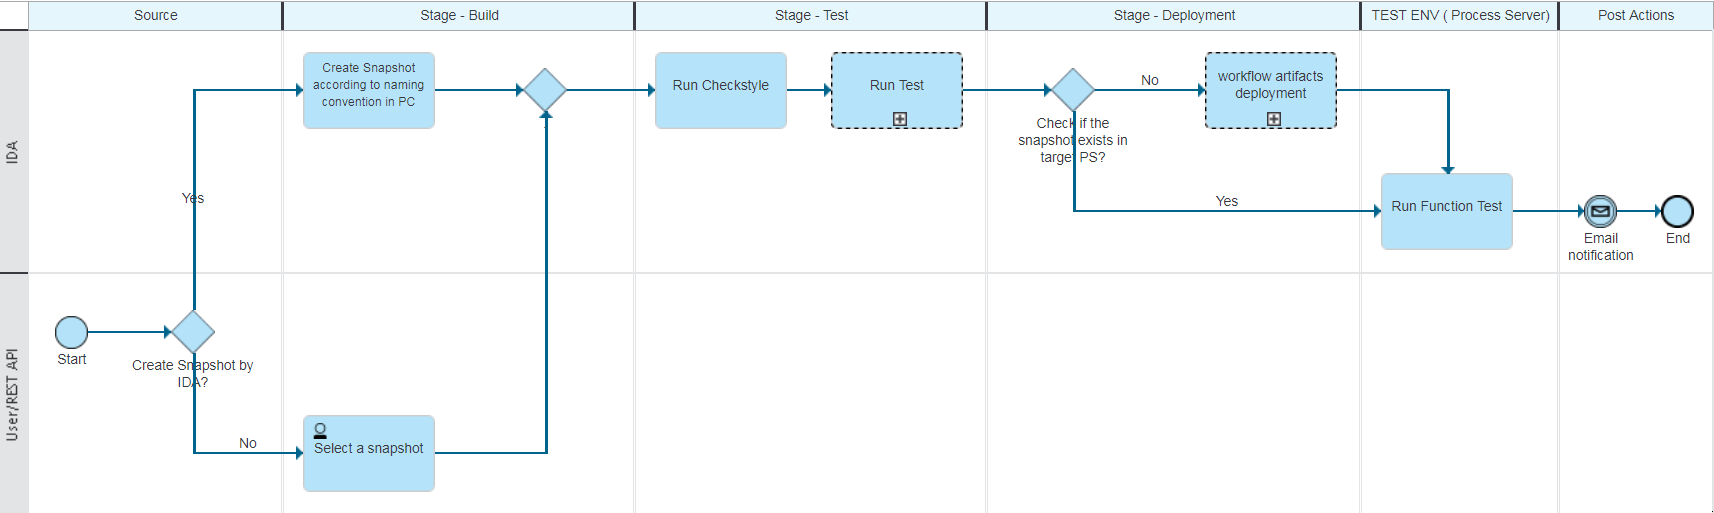 Source
Stage - Build
Stage - Test
Stage - Deployment
TEST ENV ( Process Server)
Post Actions
IDA
Create Snapshot
according to naming
convention in PC
Run Checkstyle
Run Test
Check if the
snapshot exists in
target PS?
No
workflow artifacts
deployment
Yes
Yes
Run Function Test
Email
notification
End
User/REST API
Start
Create Snapshot by
IDA?
No
Select a snapshot